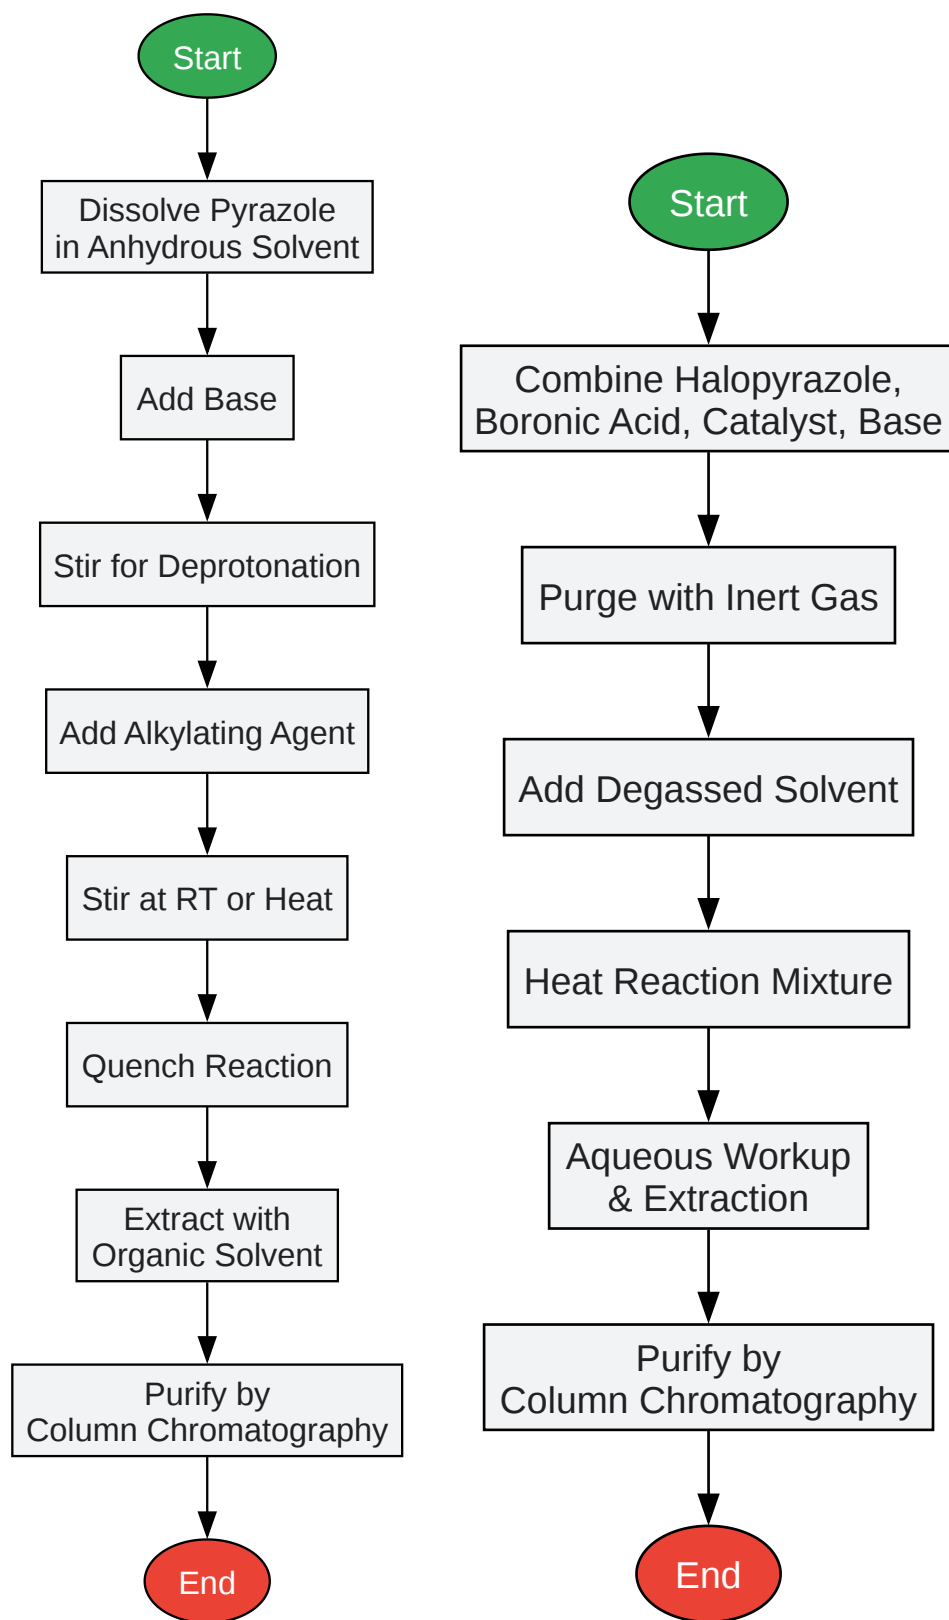 Start
Dissolve Pyrazole
in Anhydrous Solvent
Add Base
Stir for Deprotonation
Add Alkylating Agent
Stir at RT or Heat
Quench Reaction
Extract with
Organic Solvent
Purify by
Column Chromatography
End
Start
Combine Halopyrazole,
Boronic Acid, Catalyst, Base
Purge with Inert Gas
Add Degassed Solvent
Heat Reaction Mixture
Aqueous Workup
& Extraction
Purify by
Column Chromatography
End